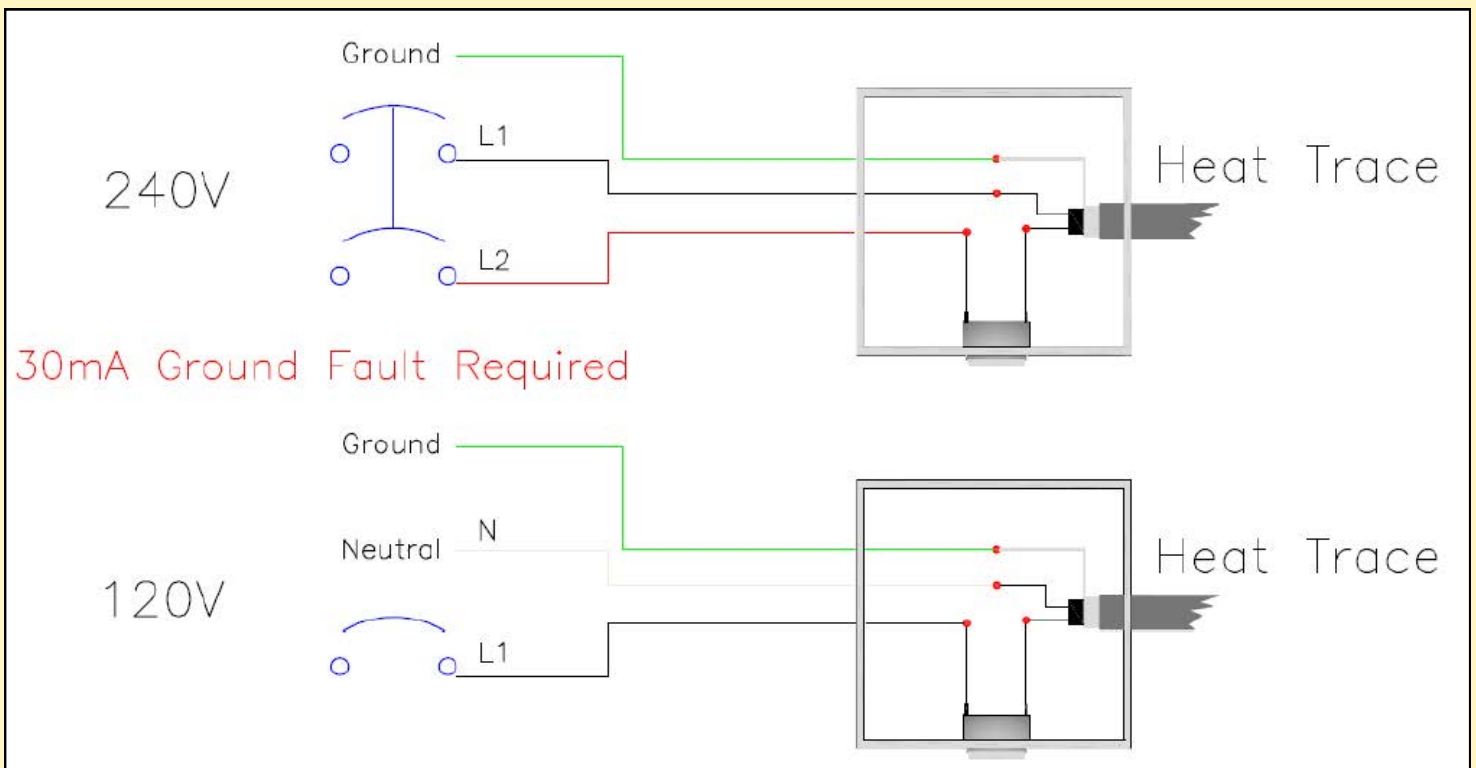 Ground
L1
240V
Heat Trace
L2
30mA Ground Fault Required
Ground
N
Neutral
Heat Trace
120V
L1